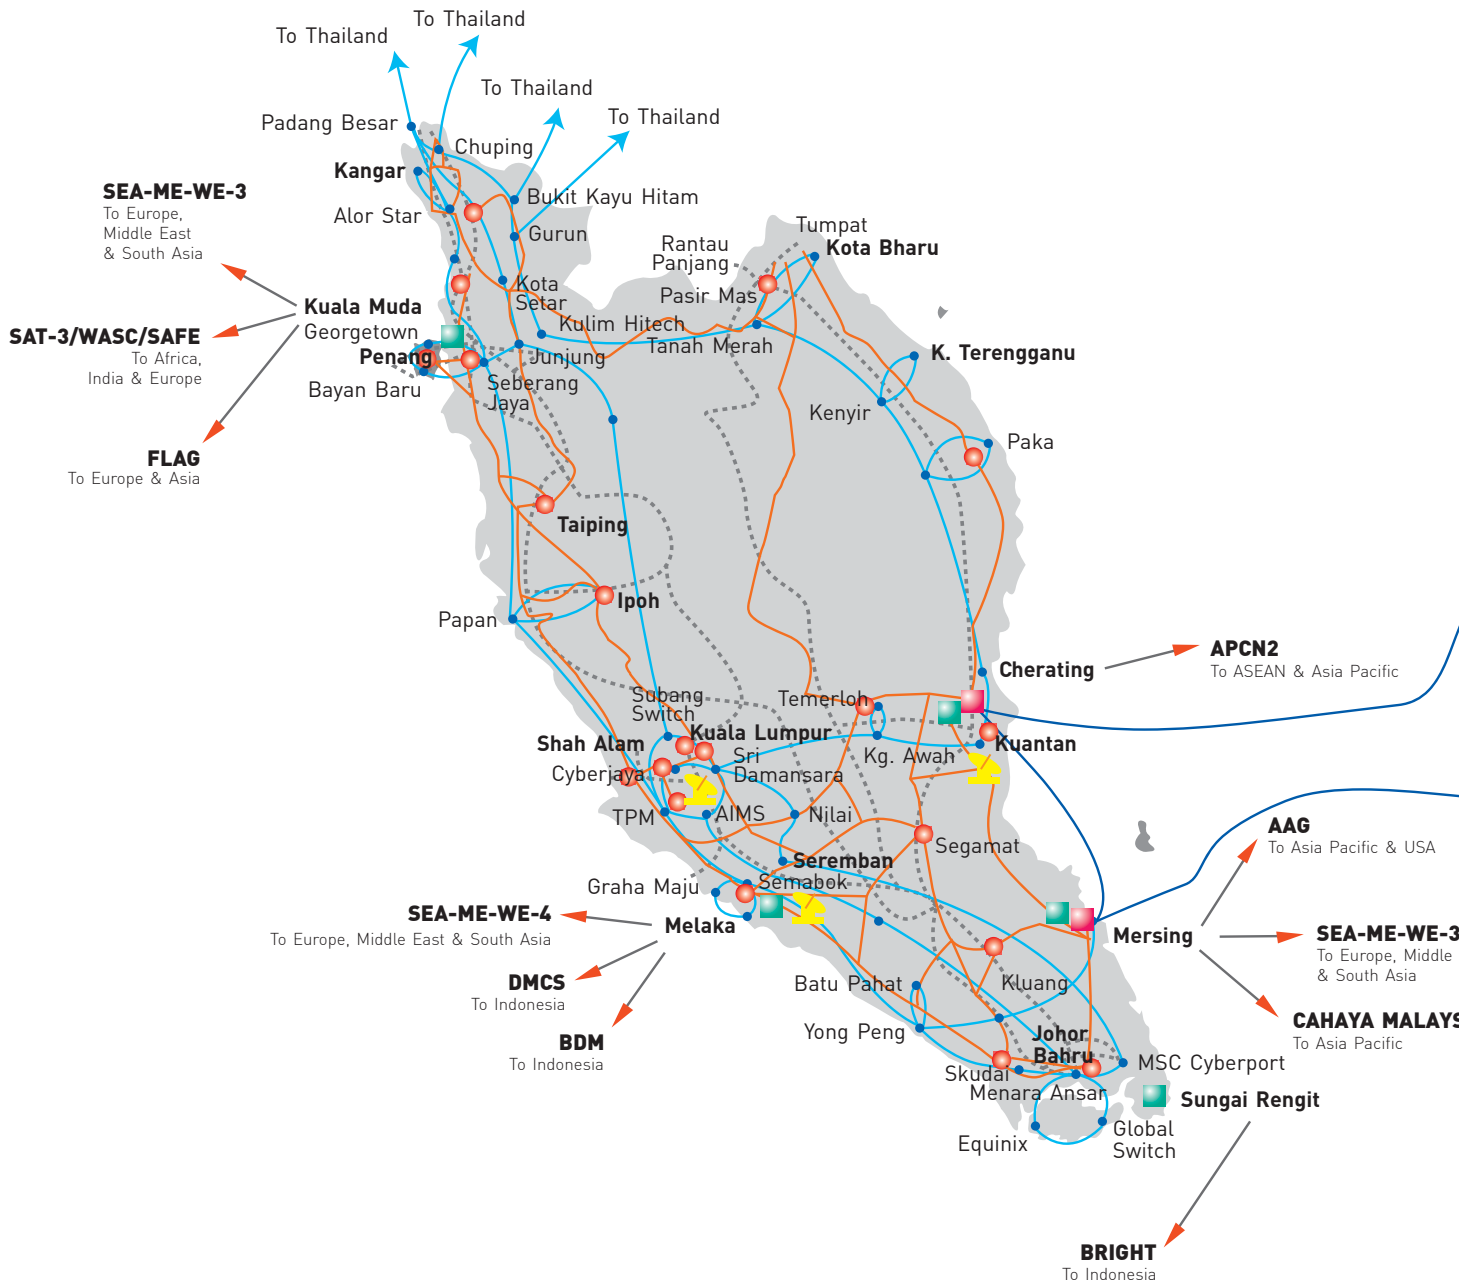 To Thailand
To Thailand
To Thailand
To Thailand
Padang Besar
Chuping
Kangar
SEA-ME-WE-3
To Europe,
Middle East
& South Asia
Bukit Kayu Hitam
Alor Star
Gurun
Tumpat
Kota Bharu
Rantau
Panjang
Pasir Mas
Kota
Setar
Kuala Muda
Georgetown
Kulim Hitech
Tanah Merah
SAT-3/WASC/SAFE
To Africa,
India & Europe
Penang
Junjung
K. Terengganu
Bayan Baru
Seberang
Jaya
Kenyir
Paka
FLAG
To Europe & Asia
Taiping
Ipoh
Papan
APCN2
To ASEAN & Asia Pacific
Cherating
Subang
Switch
Temerloh
Kuala Lumpur
Shah Alam
Kg. Awah
Kuantan
Sri
Damansara
Cyberjaya
TPM
AIMS
Nilai
AAG
To Asia Pacific & USA
Segamat
Seremban
Semabok
Graha Maju
SEA-ME-WE-4
To Europe, Middle East & South Asia
Melaka
Mersing
SEA-ME-WE-3
To Europe, Middle
& South Asia
DMCS
To Indonesia
Batu Pahat
Kluang
CAHAYA MALAYS
To Asia Pacific
Yong Peng
Johor
Bahru
BDM
To Indonesia
MSC Cyberport
Skudai
Menara Ansar
Sungai Rengit
Equinix
Global
Switch
BRIGHT
To Indonesia